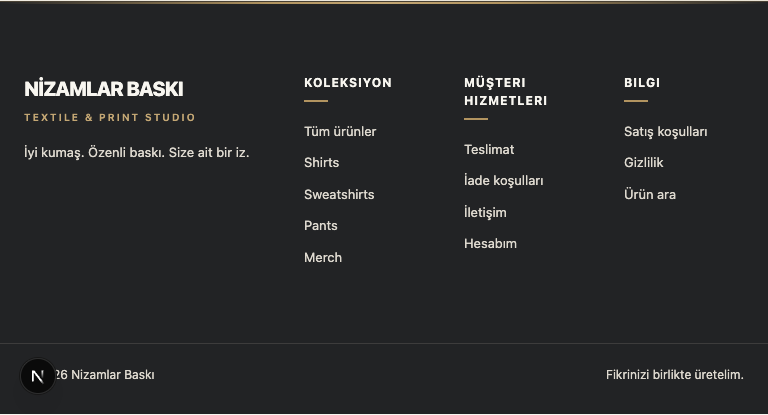 NİZAMLAR BASKI
TEXTILE & PRINT STUDIO
İyi kumaş. Özenli baskı. Size ait bir iz.
KOLEKSIYON
Tüm ürünler
Shirts
Sweatshirts
Pants
Merch
MÜŞTERI
HIZMETLERI
Teslimat
İade koşulları
İletişim
Hesabım
BILGI
Satış koşulları
Gizlilik
Ürün ara
N
26 Nizamlar Baskı
Fikrinizi birlikte üretelim.